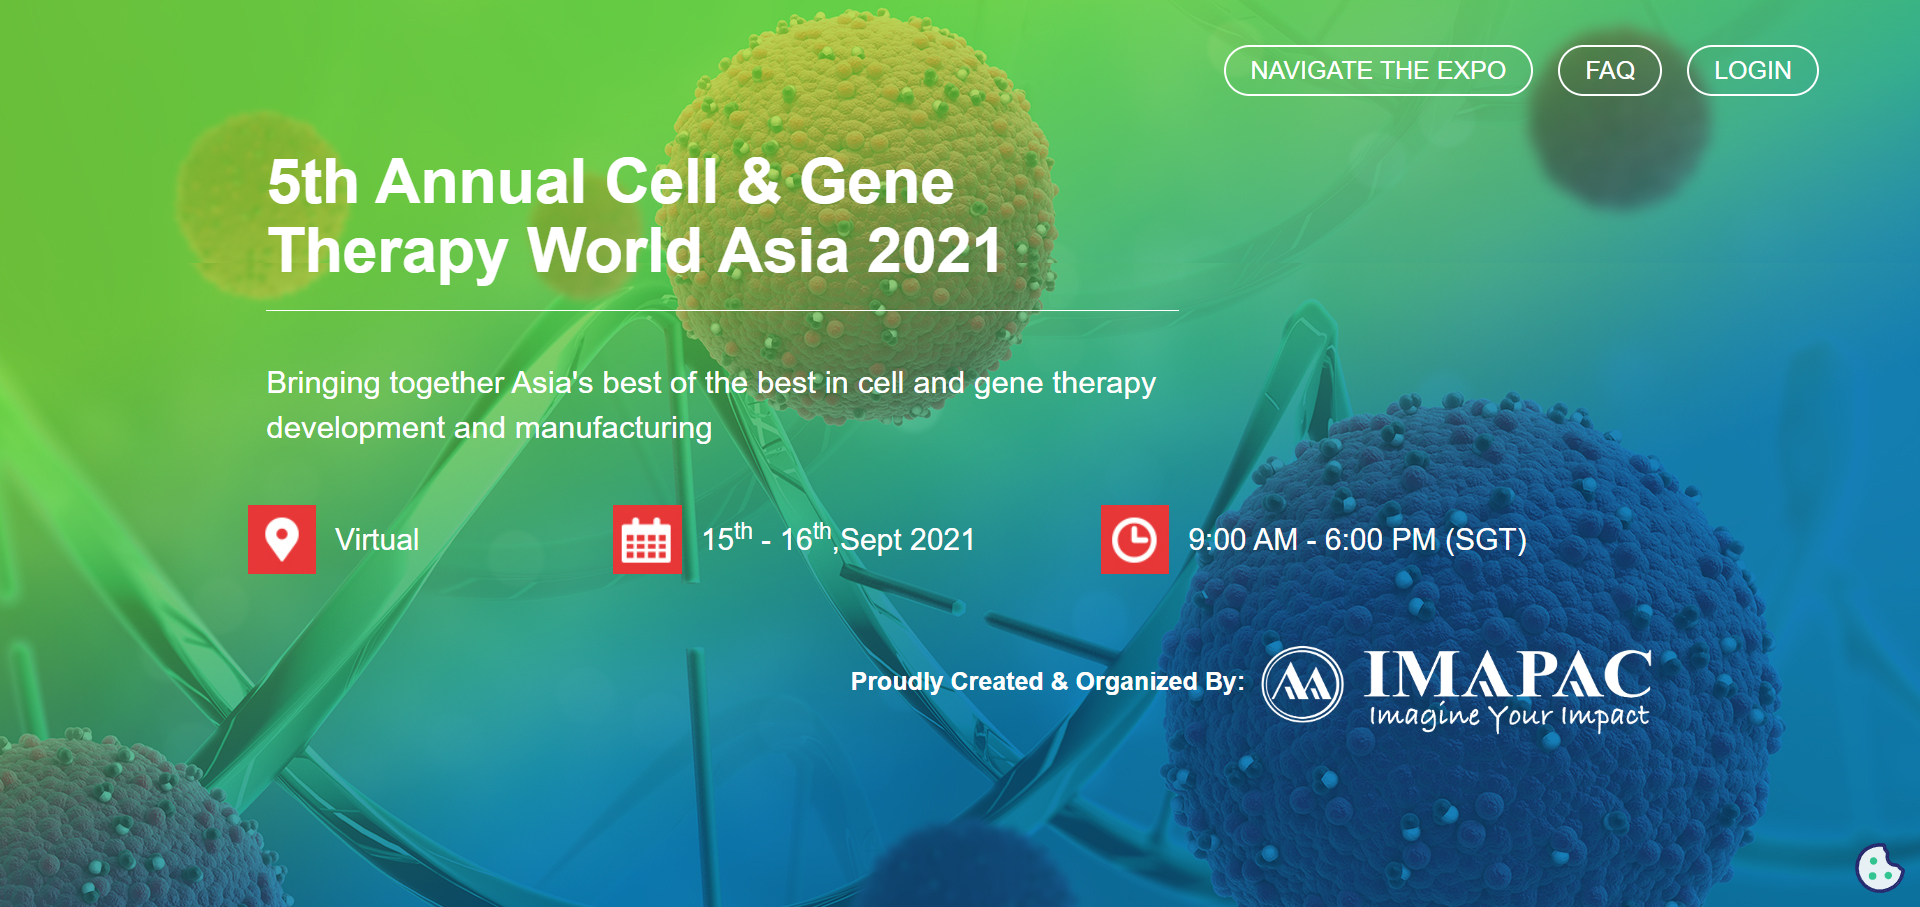 NAVIGATE THE EXPO
FAQ
LOGIN
5th Annual Cell & Gene
Therapy World Asia 2021
Bringing together Asia's best of the best in cell and gene therapy
development and manufacturing
Virtual
15th - 16th,Sept 2021
9:00 AM - 6:00 PM (SGT)
Proudly Created & Organized By:
IMAPAC
Imagine Your Impact